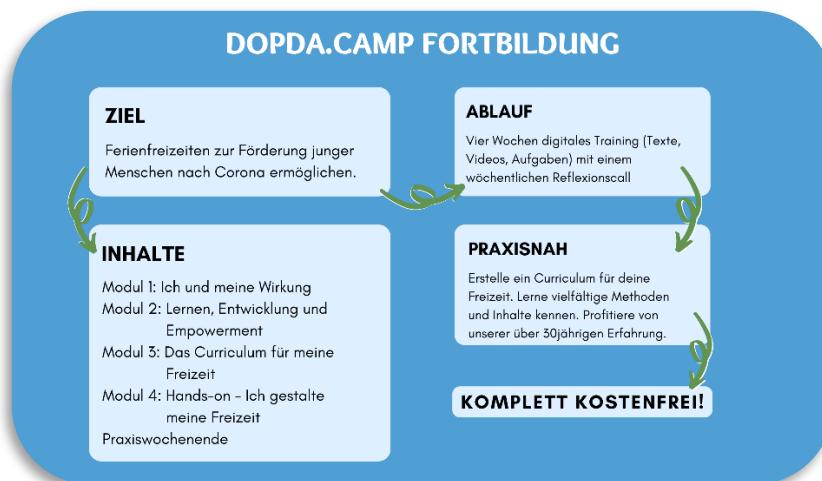 DOPDA.CAMP FORTBILDUNG
ZIEL
Ferienfreizeiten zur Förderung junger
Menschen nach Corona ermöglichen.
INHALTE
Modul 1: Ich und meine Wirkung
Modul 2: Lernen, Entwicklung und
Empowerment
Modul 3: Das Curriculum für meine
Freizeit
Modul 4: Hands-on - Ich gestalte
meine Freizeit
Praxiswochenende
ABLAUF
Vier Wochen digitales Training (Texte,
Videos, Aufgaben) mit einem
wöchentlichen Reflexionscall
PRAXISNAH
Erstelle ein Curriculum für deine
Freizeit. Lerne vielfältige Methoden
und Inhalte kennen. Profitiere von
unserer über 30jährigen Erfahrung.
KOMPLETT KOSTENFREI!